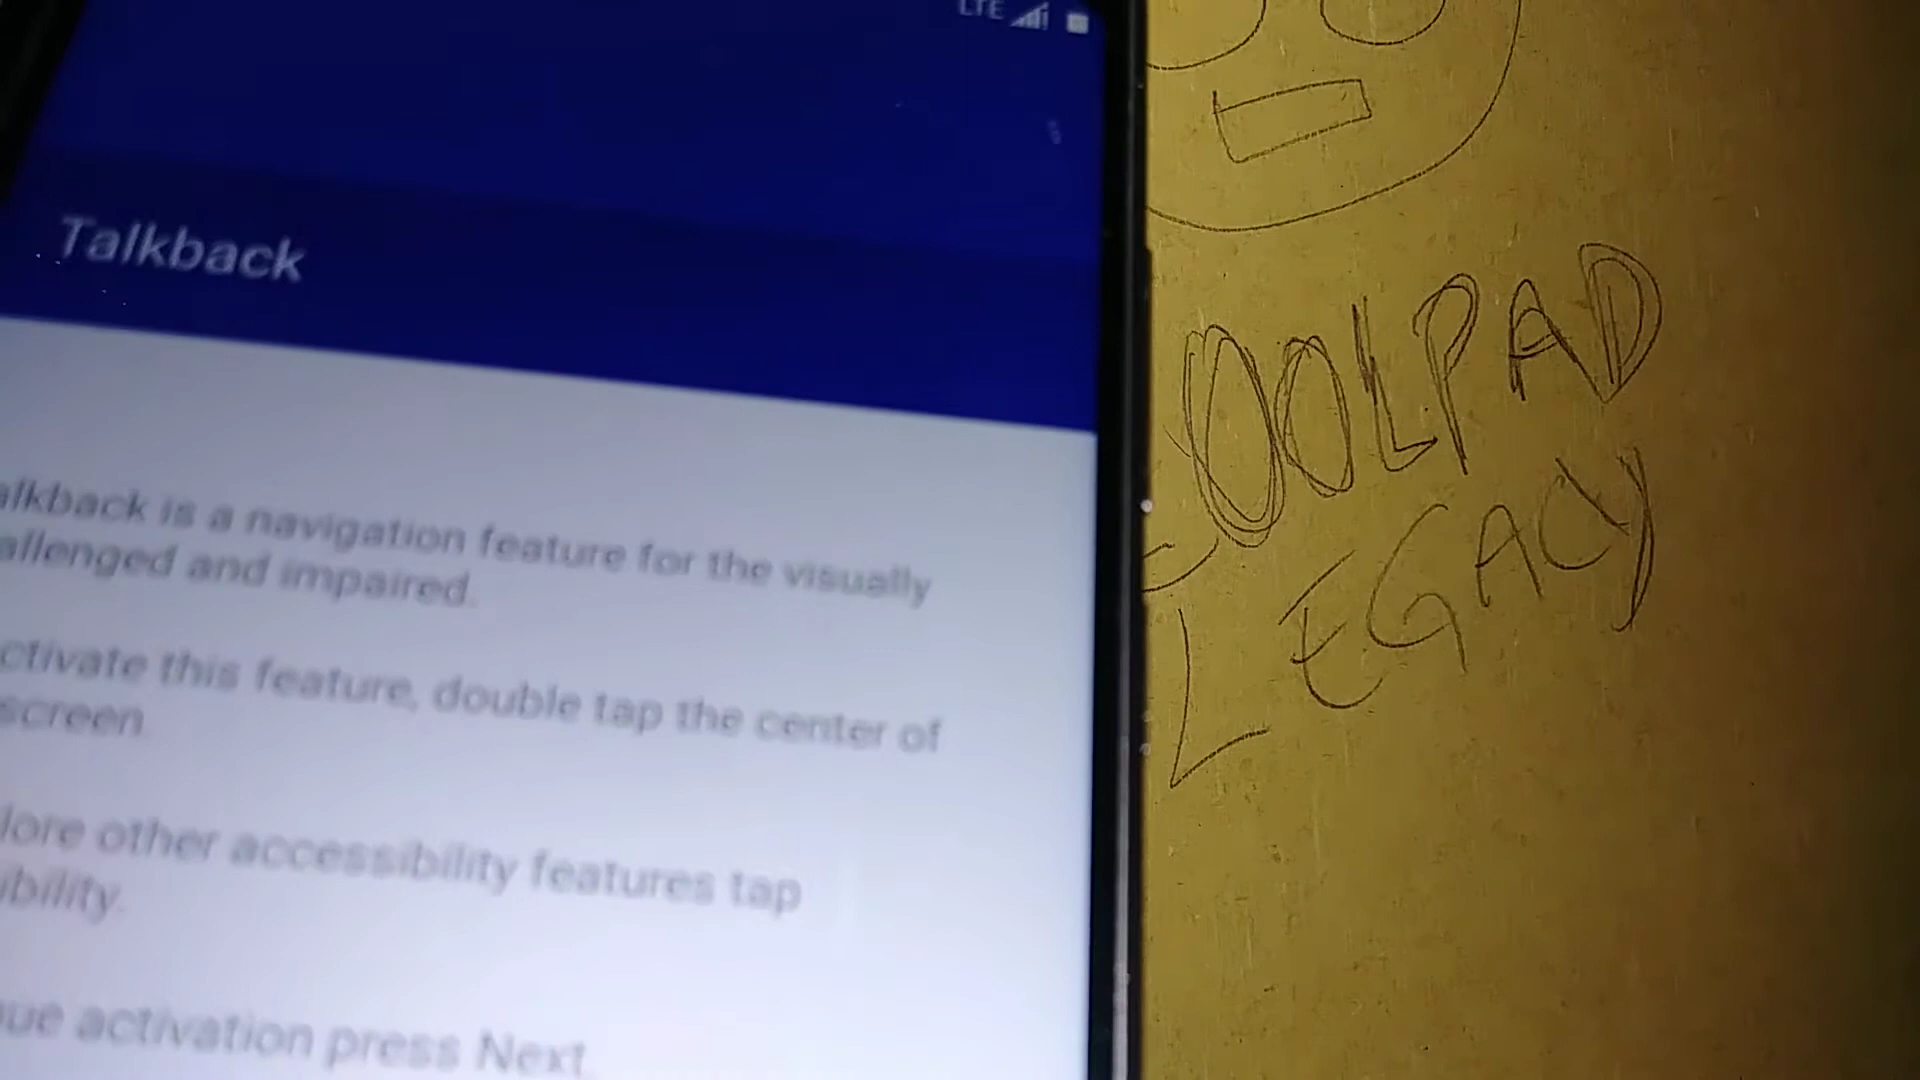 LTE
Talkback
alkback is a navigation feature for the visually
allenged and impaired.
ctivate this feature, double tap the center of
screen
lore other accessibility features tap
ibility.
ue activation press Next.
COOLPAD
LEGACY